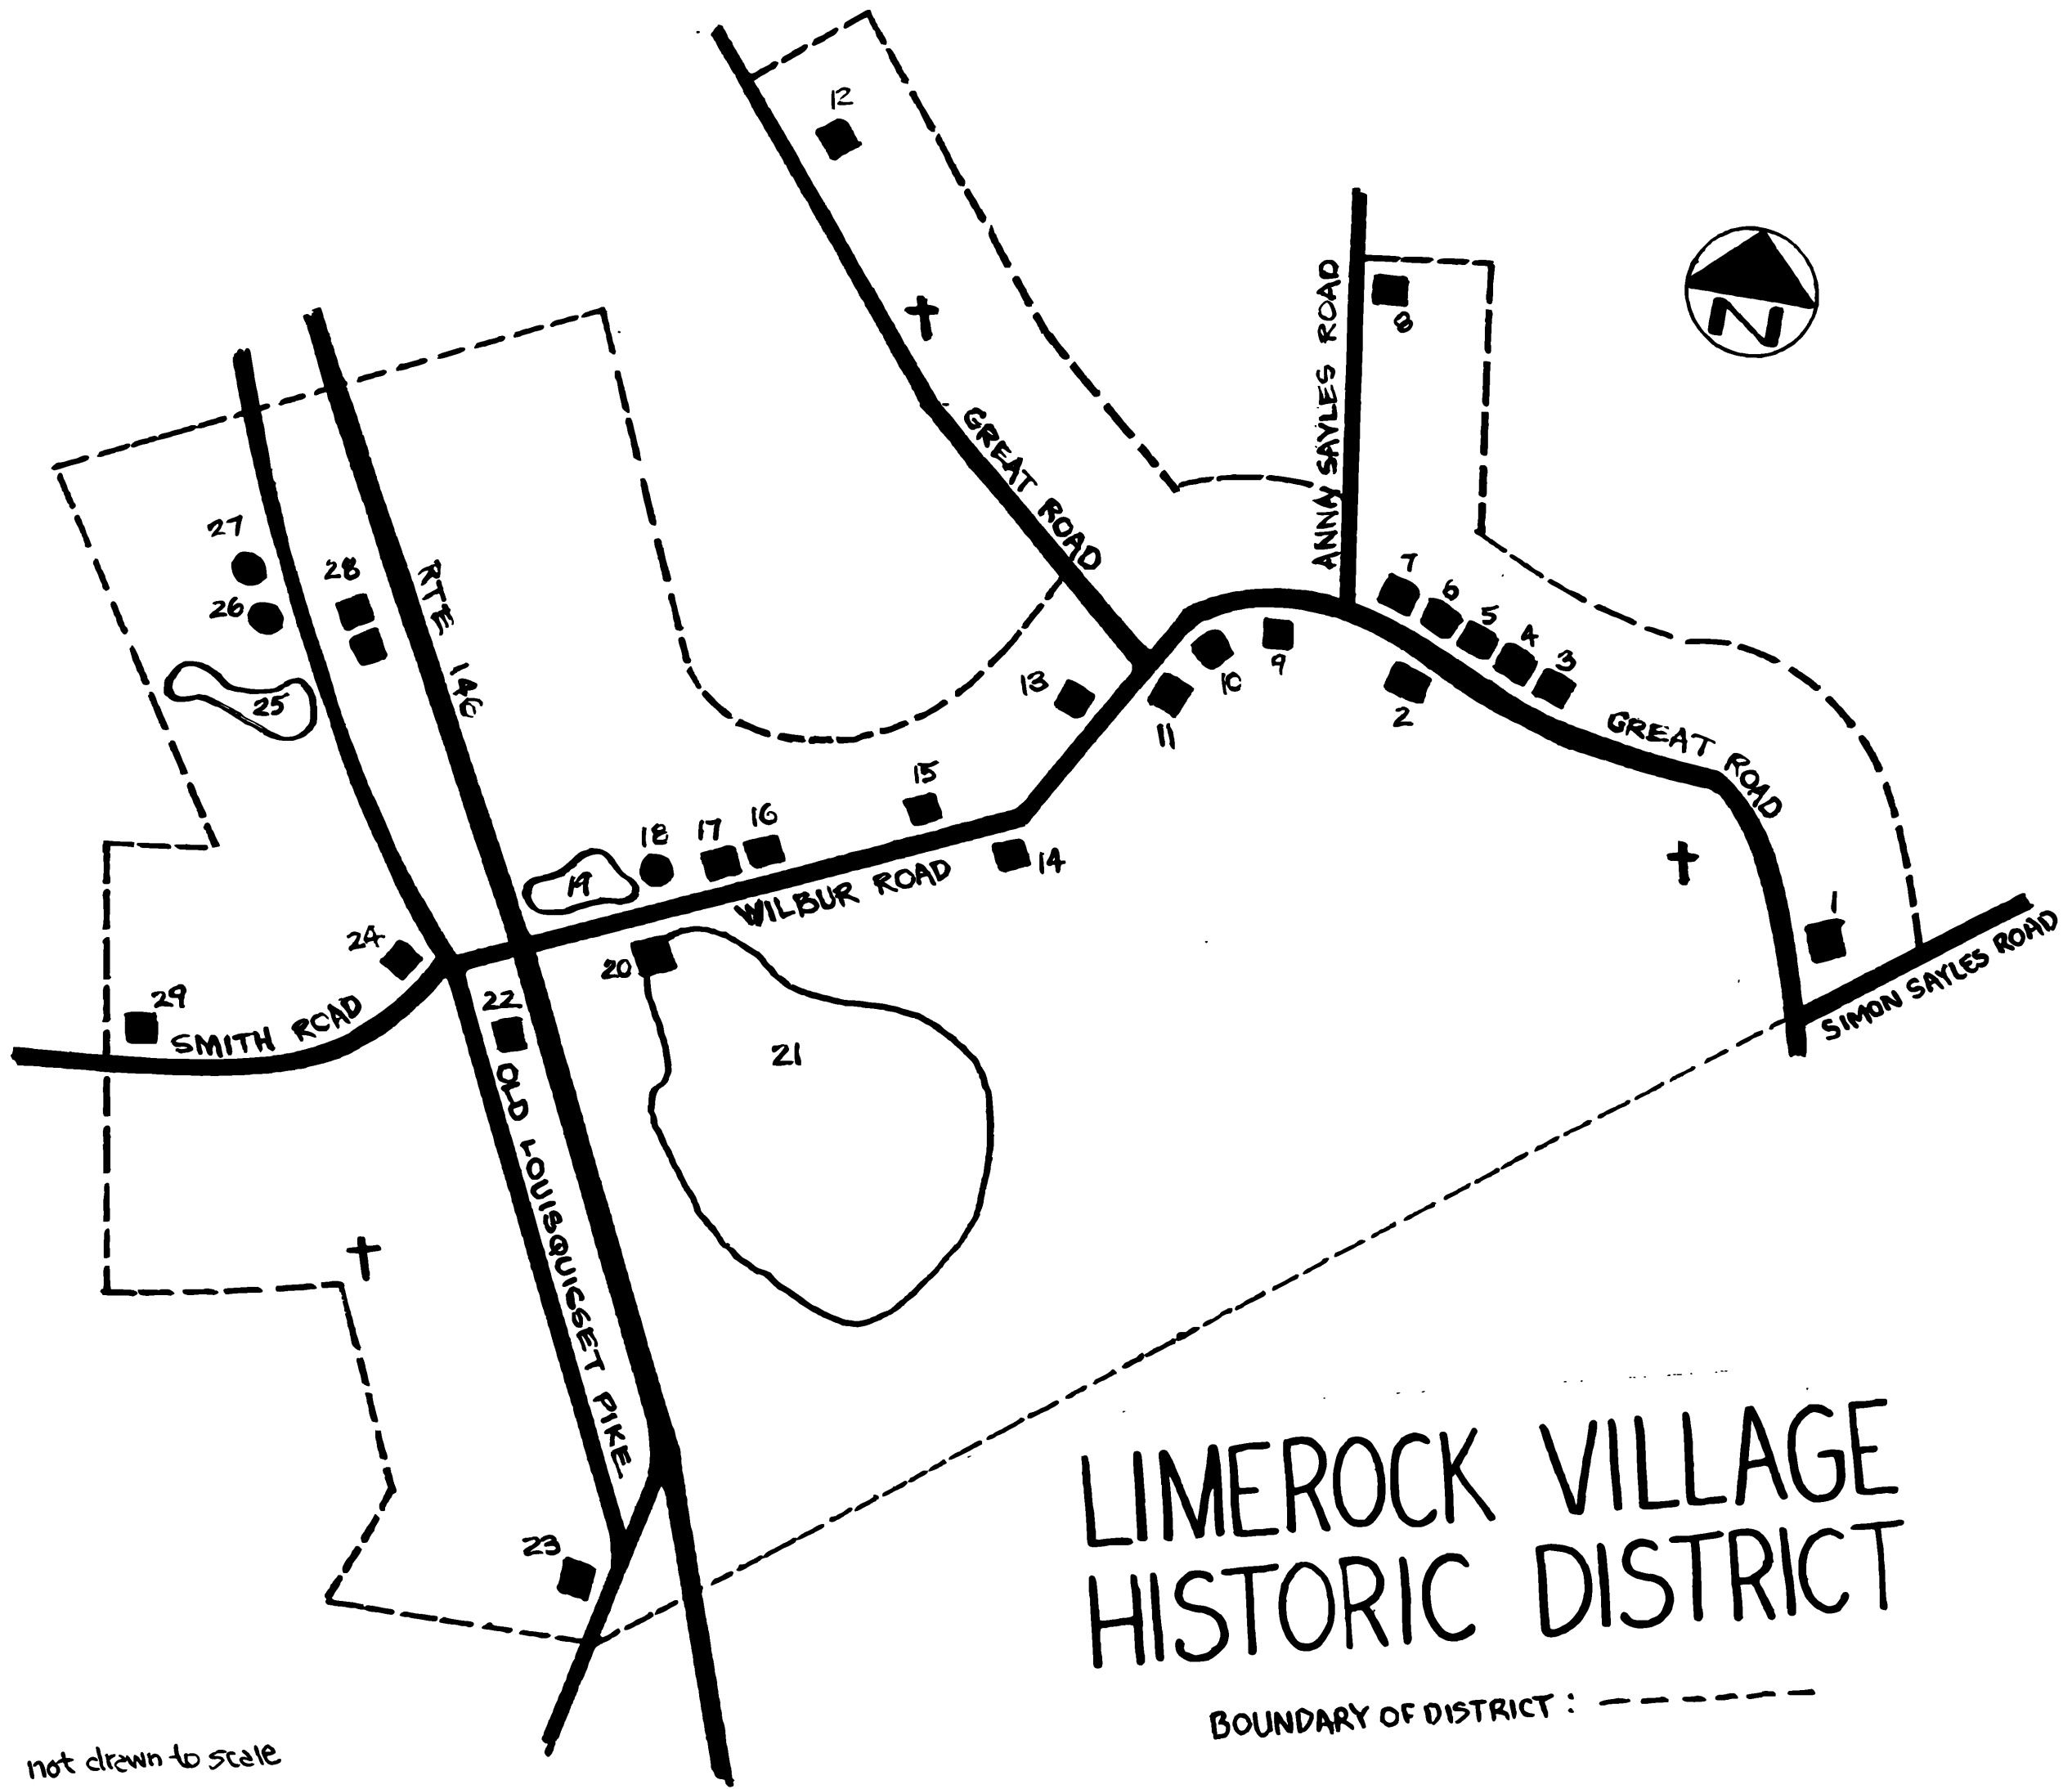 12
ANNA SAYLES ROAD
8
N
GREAT ROAD
27
28
26
RTE 146
25
7
6
5
4
3
13
10
9
11
2
GREAT ROAD
15
16
17
18
19
14
WILBUR ROAD
1
24
20
29
SMITH ROAD
22
21
SIMON SAYLES ROAD
OLD LOUISQUISSET PIKE
23
LIMEROCK VILLAGE
HISTORIC DISTRICT
BOUNDARY OF DISTRICT:
not drawn to scale